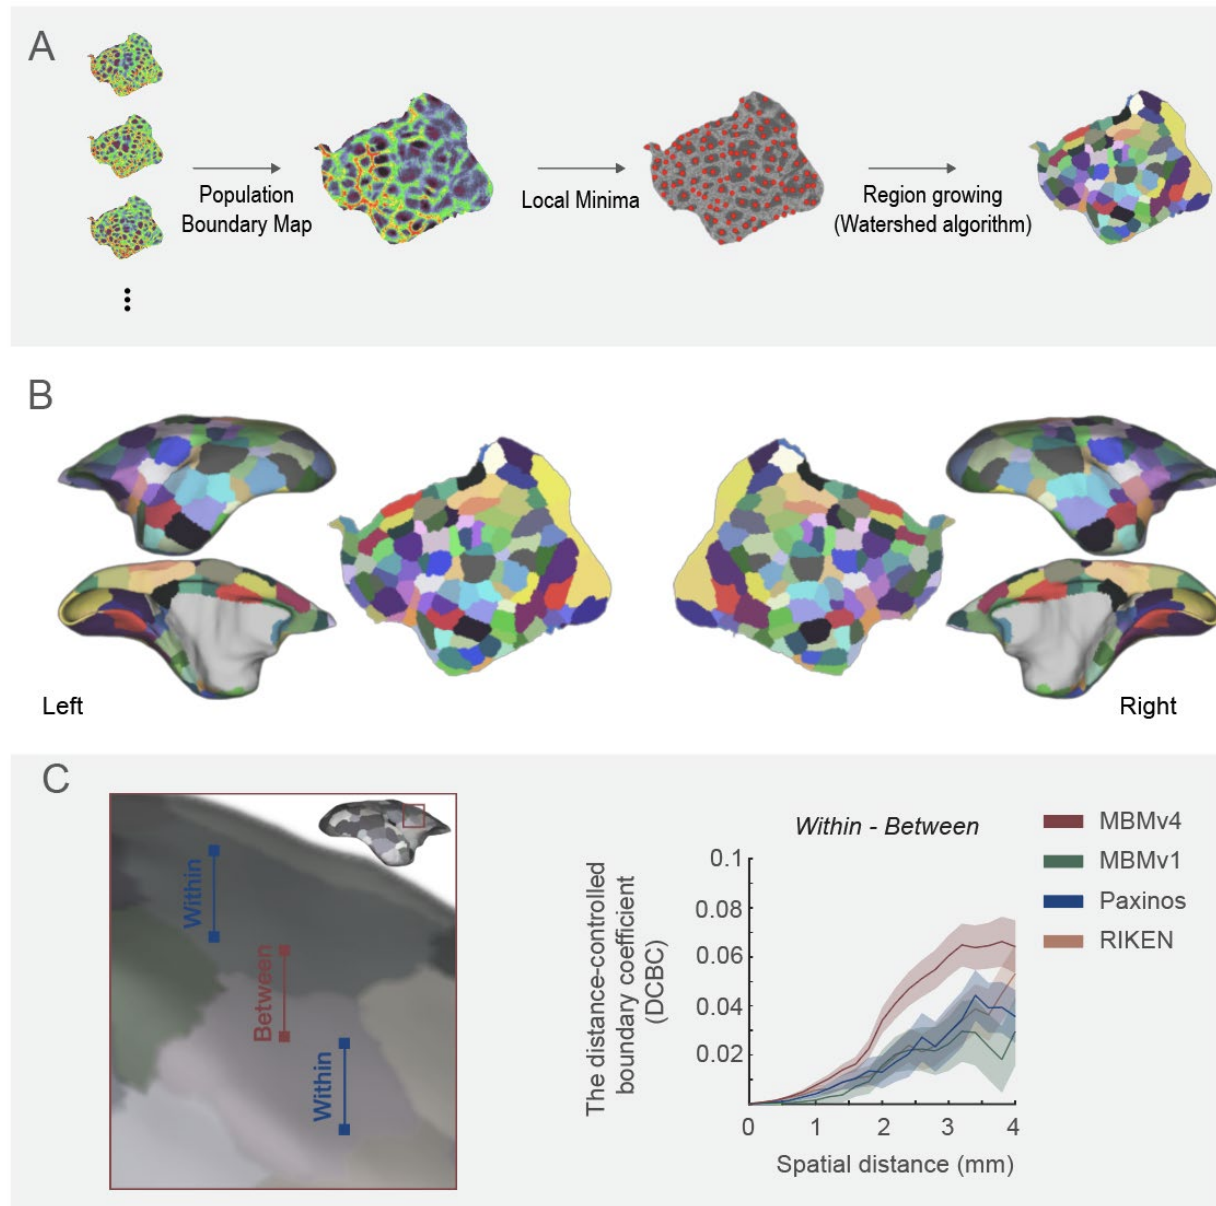 A
Population
Boundary Map
Local Minima
Region growing
(Watershed algorithm)
B
Left
Right
C
Within
Between
Within
Within - Between
The distance-controlled
boundary coefficient
(DCBC)
0.1
0.08
0.06
0.04
0.02
0
1
2
3
4
Spatial distance (mm)
MBMv4
MBMv1
Paxinos
RIKEN